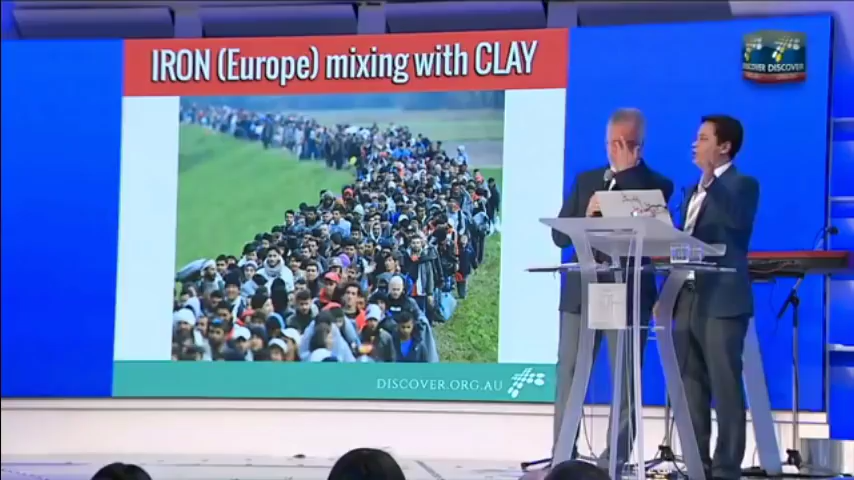 IRON (Europe) mixing with CLAY
DISCOVER DISCOVER
DISCOVER.ORG.AU